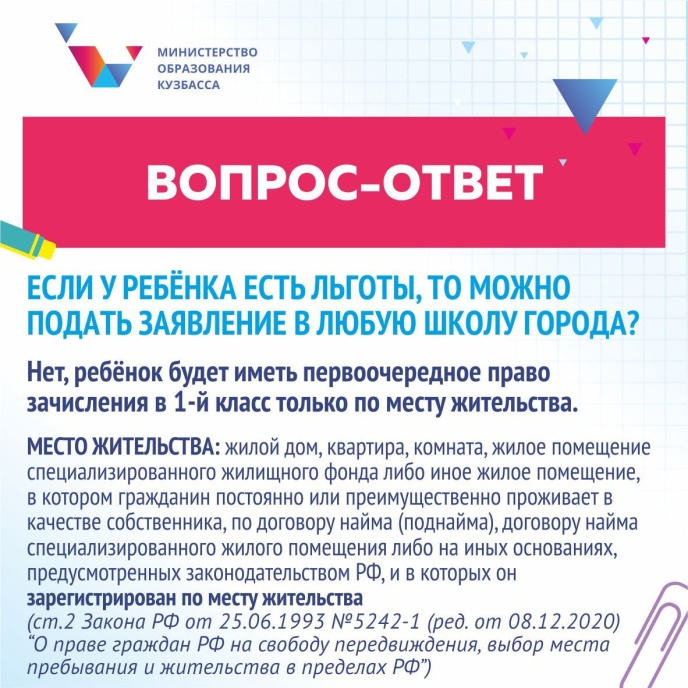 МИНИСТЕРСТВО
ОБРАЗОВАНИЯ
КУЗБАССА
ВОПРОС-ОТВЕТ
ЕСЛИ У РЕБЁНКА ЕСТЬ ЛЬГОТЫ, ТО МОЖНО
ПОДАТЬ ЗАЯВЛЕНИЕ В ЛЮБУЮ ШКОЛУ ГОРОДА?
Нет, ребёнок будет иметь первоочередное право
зачисления в 1-й класс только по месту жительства.
МЕСТО ЖИТЕЛЬСТВА: жилой дом, квартира, комната, жилое помещение
специализированного жилищного фонда либо иное жилое помещение,
в котором гражданин постоянно или преимущественно проживает в
качестве собственника, по договору найма (поднайма), договору найма
специализированного жилого помещения либо на иных основаниях,
предусмотренных законодательством РФ, и в которых он
зарегистрирован по месту жительства
(ст.2 Закона РФ от 25.06.1993 №5242-1 (ред. от 08.12.2020)
“О праве граждан РФ на свободу передвижения, выбор места
пребывания и жительства в пределах РФ”)